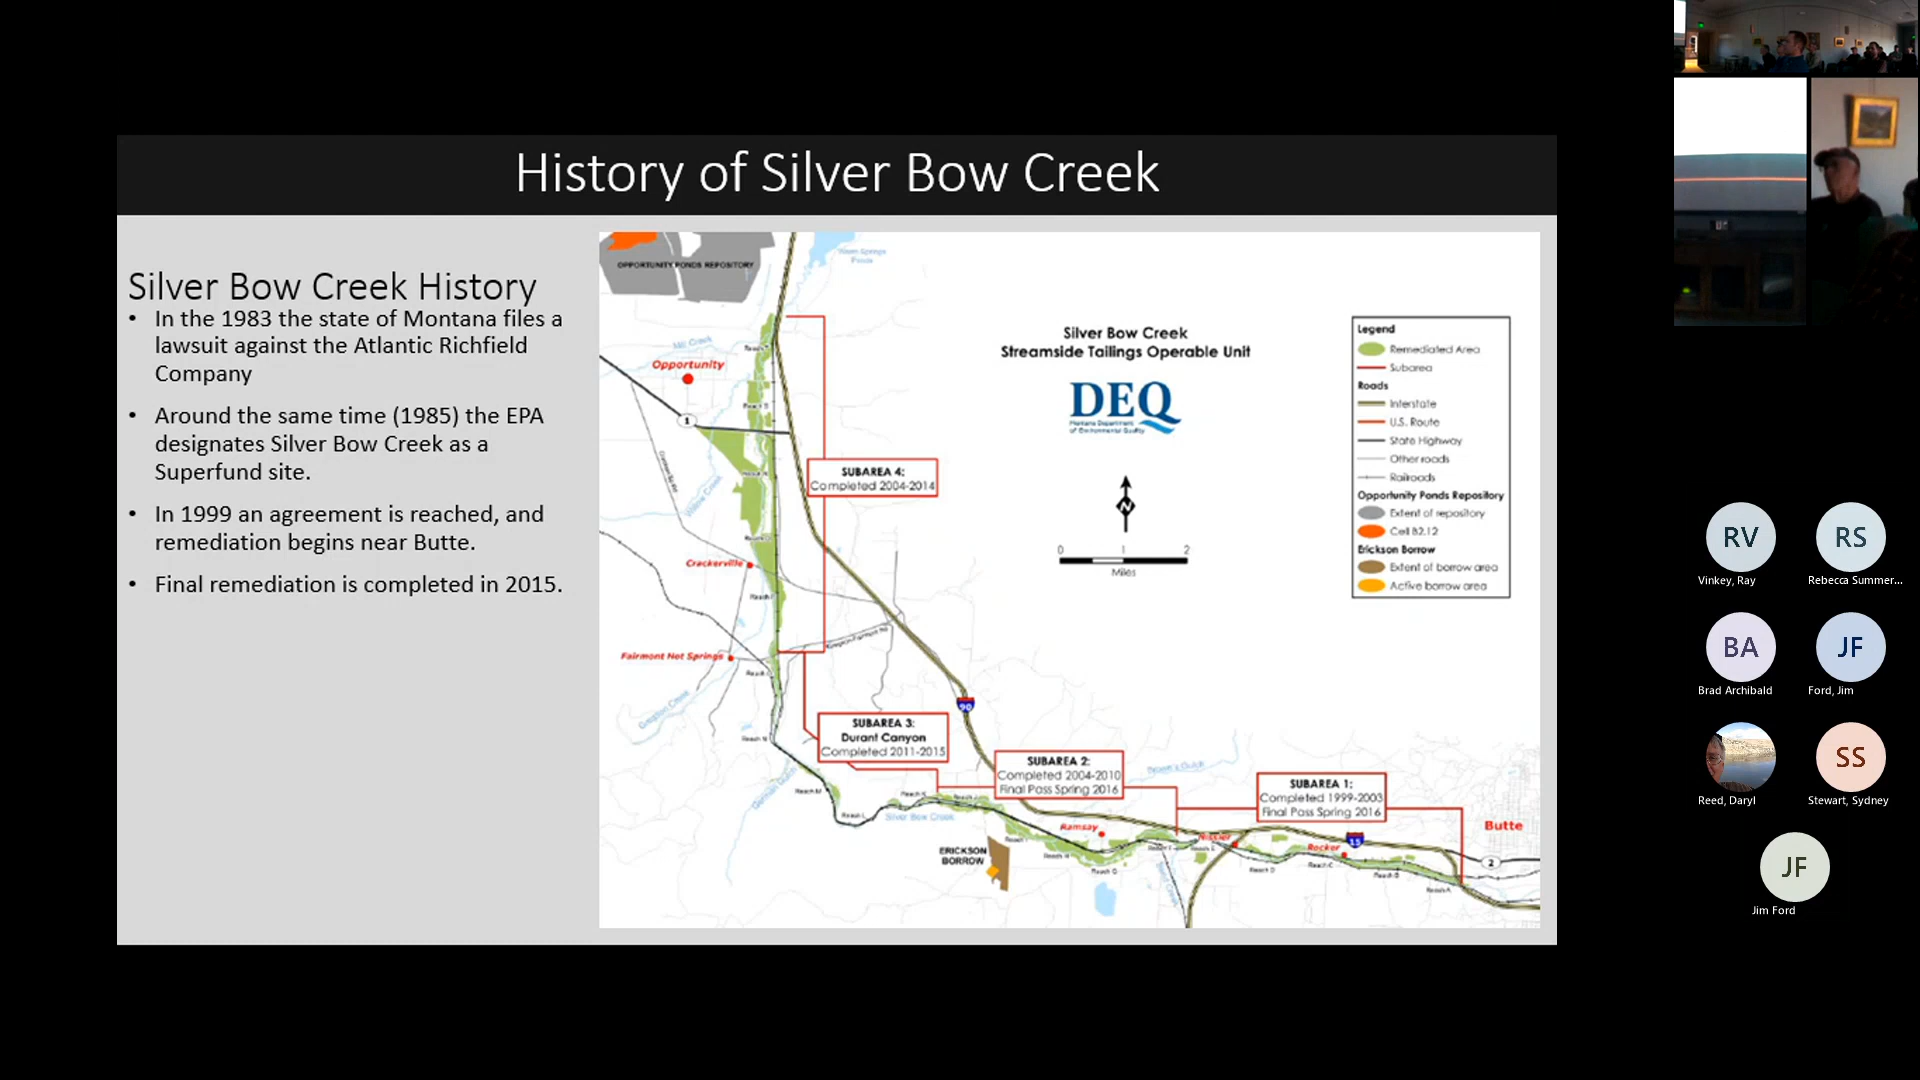 History of Silver Bow Creek
Silver Bow Creek History
• In the 1983 the state of Montana files a
lawsuit against the Atlantic Richfield
Company
• Around the same time (1985) the EPA
designates Silver Bow Creek as a
Superfund site.
• In 1999 an agreement is reached, and
remediation begins near Butte.
• Final remediation is completed in 2015.
OPPORTUNITY PONDS REPOSITORY
Silver Bow Creek
Streamside Tailings Operable Unit
DEQ
Montana Department
of Environmental Quality
N
0 1 2
Miles
Legend
Remediated Area
Subarea
Roads
Interstate
U.S. Route
State Highway
Other roads
Railroads
Opportunity Ponds Repository
Extent of repository
Cell B2.12
Erickson Borrow
Extent of borrow area
Active borrow area
Mill Creek
Opportunity
1
Willow Creek
SUBAREA 4:
Completed 2004-2014
Crackerville
Fairmont Hot Springs
90
SUBAREA 3:
Durant Canyon
Completed 2011-2015
SUBAREA 2:
Completed 2004-2010
Final Pass Spring 2016
SUBAREA 1:
Completed 1999-2003
Final Pass Spring 2016
German Gulch
Silver Bow Creek
Ramsay
Rocker
15
Butte
2
ERICKSON
BORROW
RV
Vinkey, Ray
RS
Rebecca Summer...
BA
Brad Archibald
JF
Ford, Jim
Reed, Daryl
SS
Stewart, Sydney
JF
Jim Ford